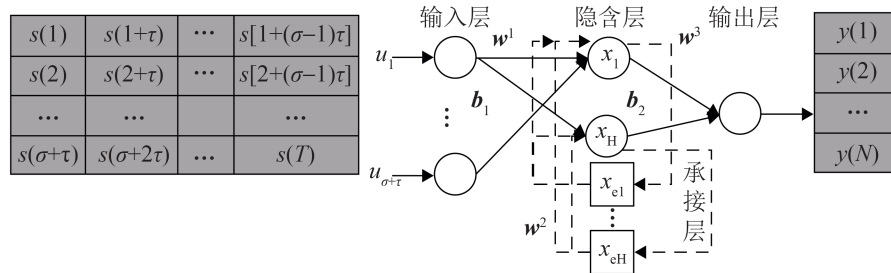 s(1) s(1+τ) ··· s[1+(σ−1)τ]
s(2) s(2+τ) ··· s[2+(σ−1)τ]
··· ··· ···
s(σ+τ) s(σ+2τ) ··· s(T)
输入层 隐含层 输出层
u₁ w¹ x₁ w³
b₁ b₂
⋮
x_H
u_{σ+τ} x_{e1}
⋮
w² x_{eH}
承接层
y(1)
y(2)
···
y(N)